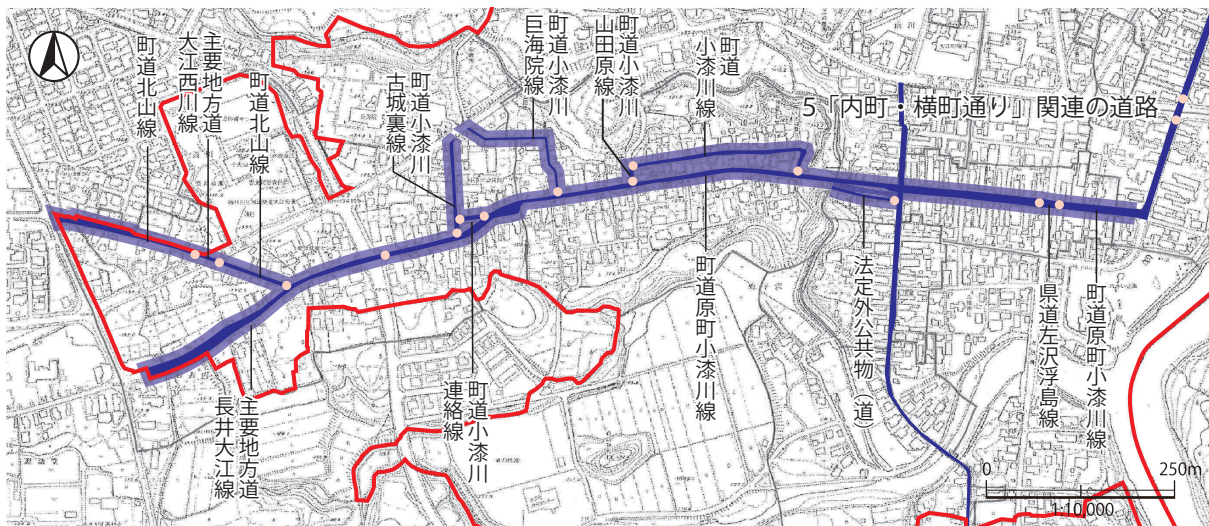 町道北山線
主要地方道
大江西川線
町道北山線
町道小漆川
古城裏線
町道小漆川
巨海院線
町道小漆川
山田原線
町道
小漆川線
5「内町・横町通り」関連の道路
主要地方道
長井大江線
町道小漆川
連絡線
町道原町小漆川線
法定外公共物（道）
県道左沢浮島線
町道原町小漆川線
0
250m
1:10,000